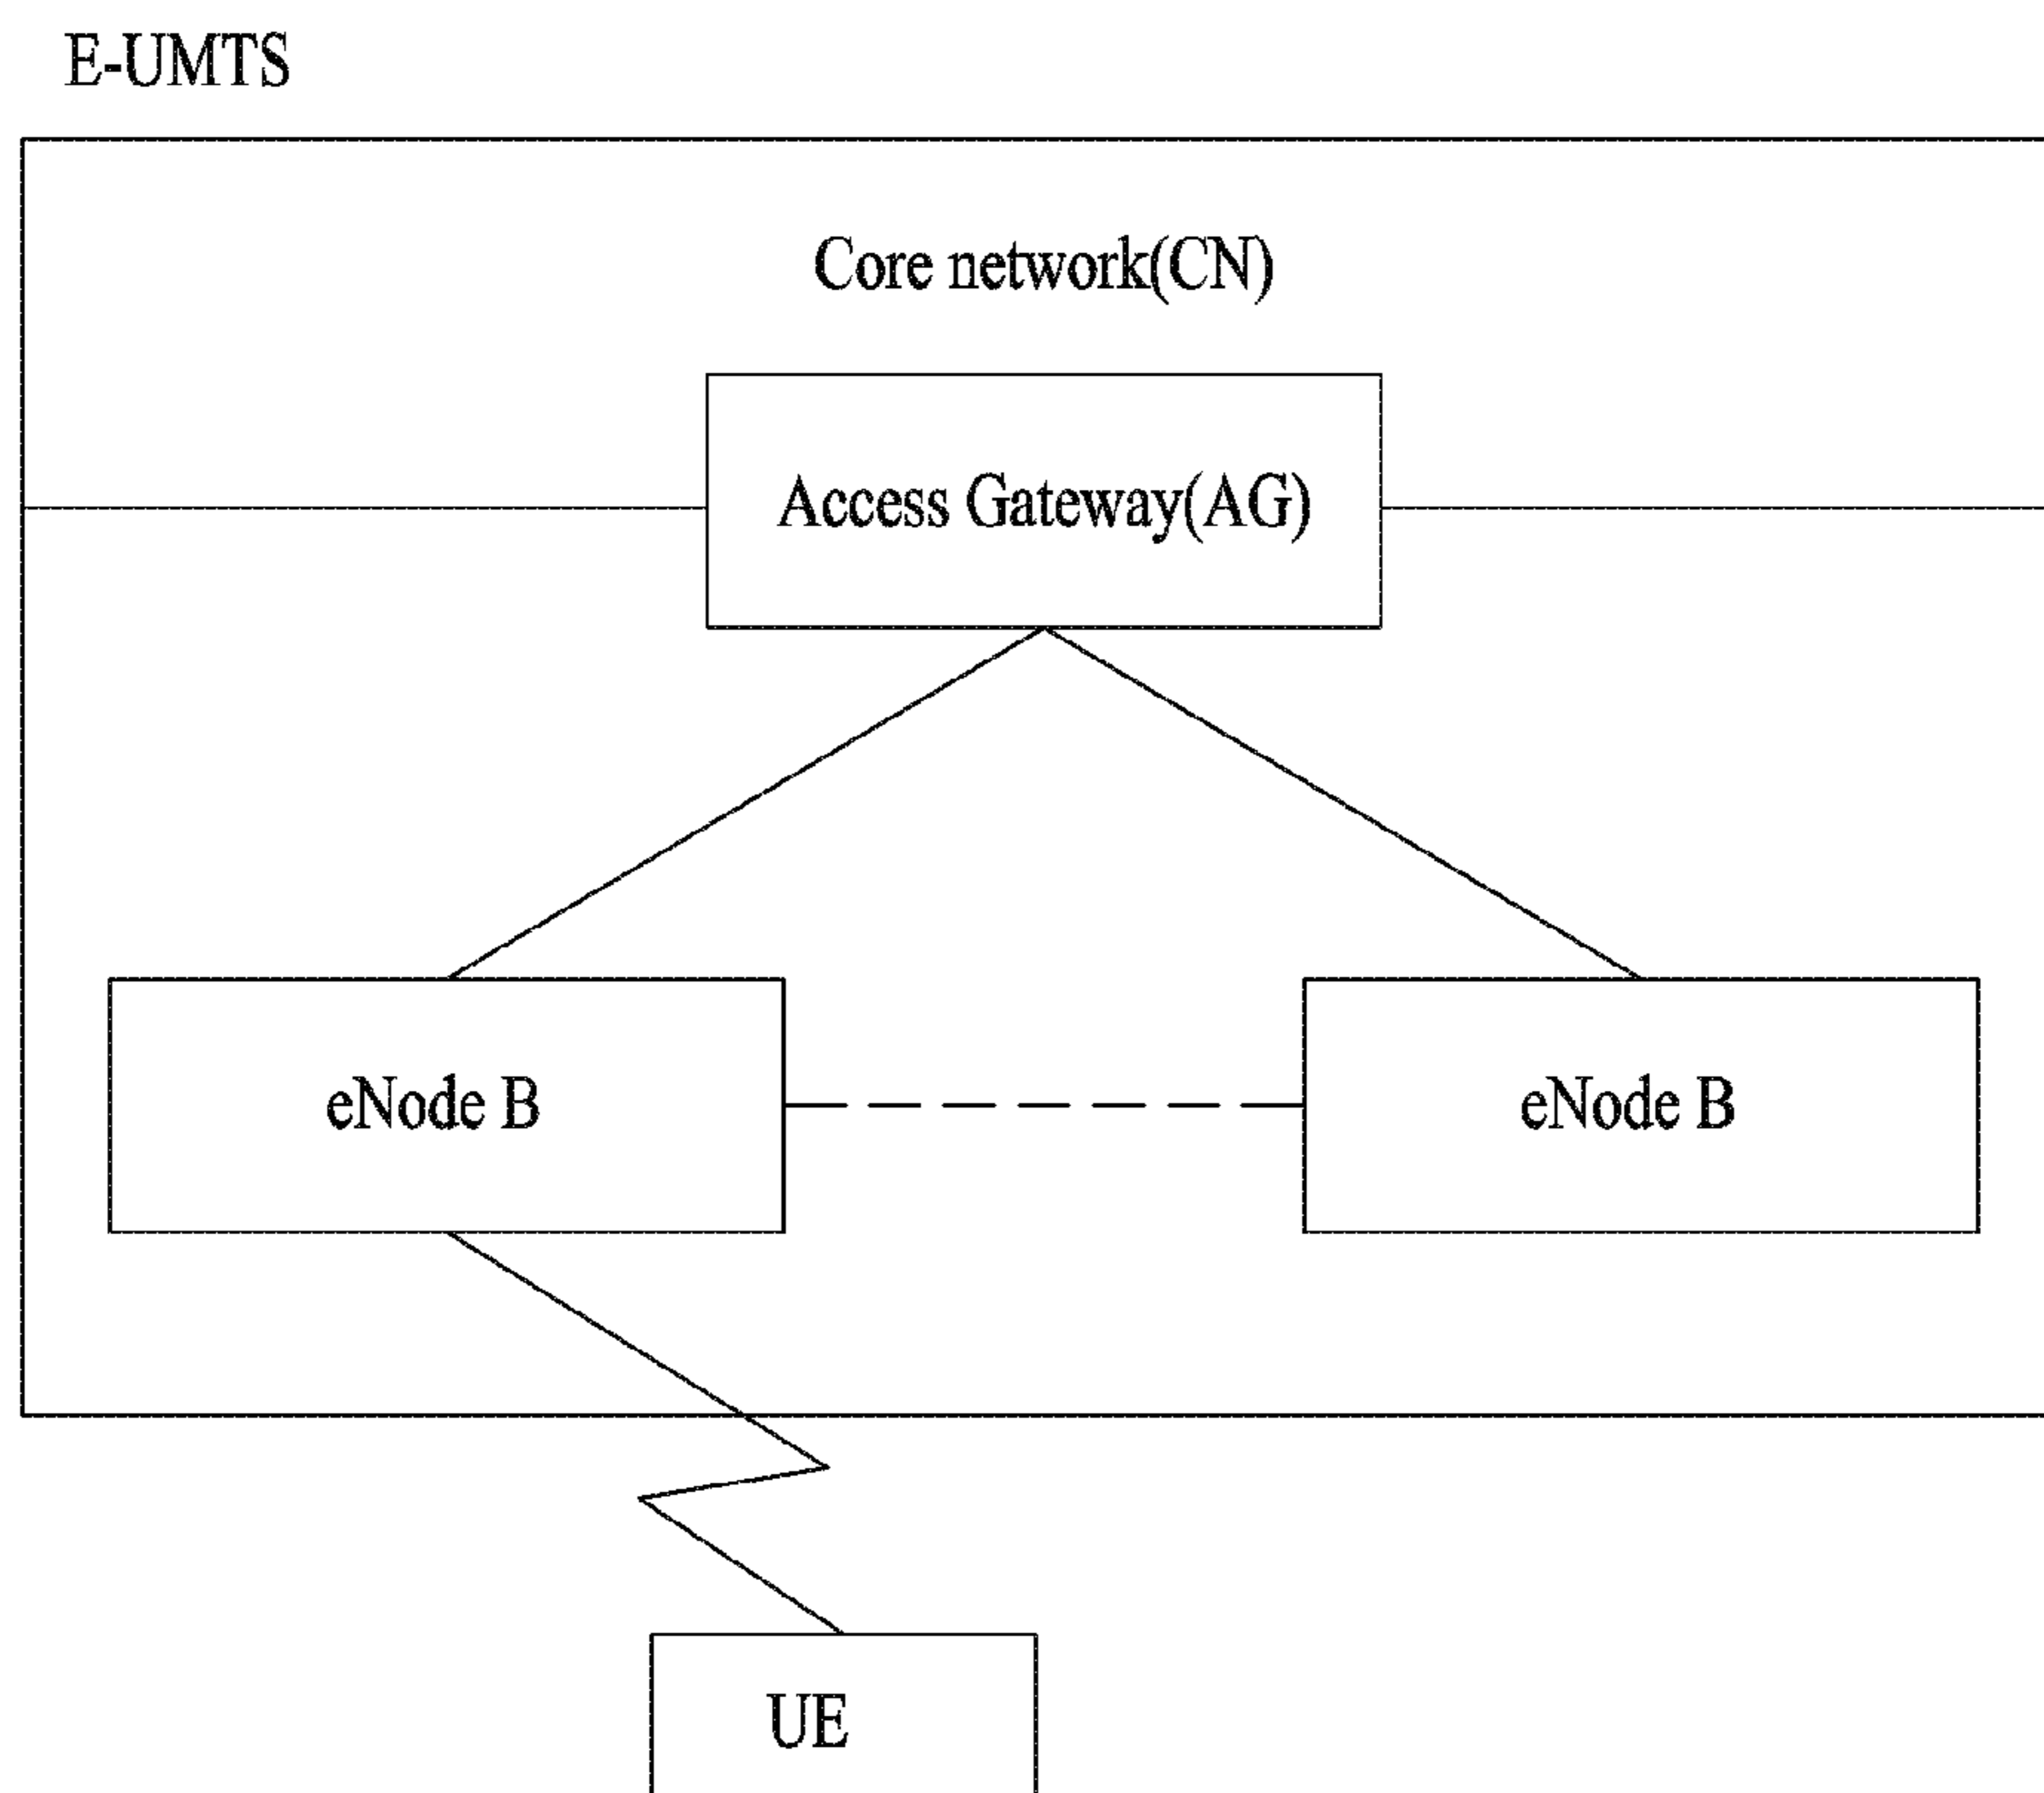 E-UMTS
Core network(CN)
Access Gateway(AG)
eNode B
eNode B
UE